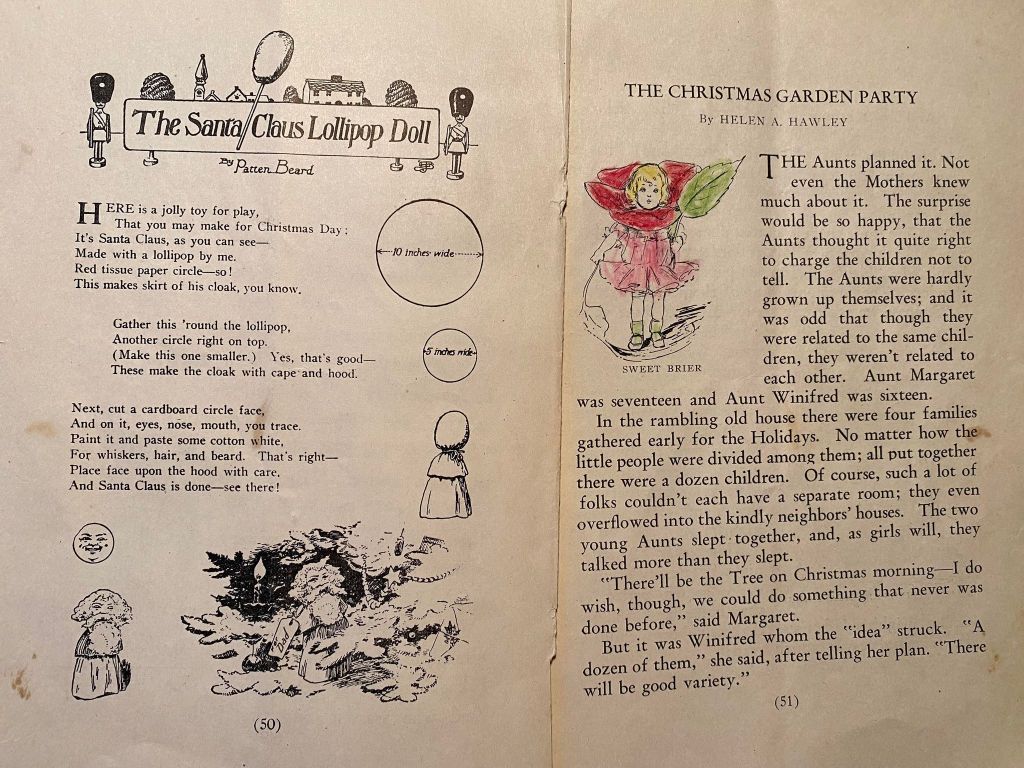 The Santa Claus Lollipop Doll
By Patten Beard
HERE is a jolly toy for play,
That you may make for Christmas Day;
It's Santa Claus, as you can see—
Made with a lollipop by me.
Red tissue paper circle—so!
This makes skirt of his cloak, you know.
10 inches wide
Gather this 'round the lollipop,
Another circle right on top.
(Make this one smaller.) Yes, that's good—
These make the cloak with cape and hood.
5 inches wide
Next, cut a cardboard circle face,
And on it, eyes, nose, mouth, you trace.
Paint it and paste some cotton white,
For whiskers, hair, and beard. That's right—
Place face upon the hood with care,
And Santa Claus is done—see there!
(50)
THE CHRISTMAS GARDEN PARTY
By HELEN A. HAWLEY
SWEET BRIER
THE Aunts planned it. Not
even the Mothers knew
much about it. The surprise
would be so happy, that the
Aunts thought it quite right
to charge the children not to
tell. The Aunts were hardly
grown up themselves; and it
was odd that though they
were related to the same chil-
dren, they weren't related to
each other. Aunt Margaret
was seventeen and Aunt Winifred was sixteen.
In the rambling old house there were four families
gathered early for the Holidays. No matter how the
little people were divided among them; all put together
there were a dozen children. Of course, such a lot of
folks couldn't each have a separate room; they even
overflowed into the kindly neighbors' houses. The two
young Aunts slept together, and, as girls will, they
talked more than they slept.
"There'll be the Tree on Christmas morning—I do
wish, though, we could do something that never was
done before," said Margaret.
But it was Winifred whom the "idea" struck. "A
dozen of them," she said, after telling her plan. "There
will be good variety."
(51)